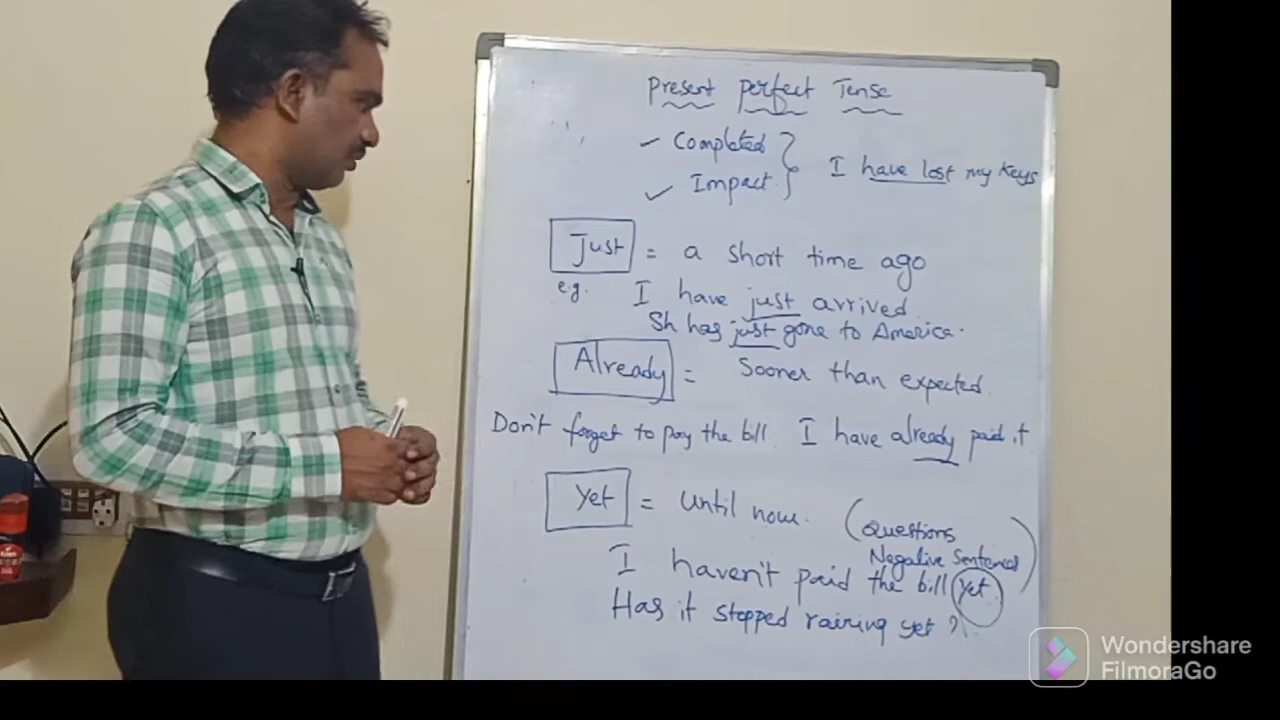 Present perfect Tense
✓ Completed
✓ Impact.
I have lost my keys
Just = a short time ago
e.g. I have just arrived
Sh has just gone to America.
Already = Sooner than expected.
Don't forget to pay the bill. I have already paid it
Yet = Until now. (Questions
Negative Sentences)
I haven't paid the bill yet.
Has it stopped raining yet?
Wondershare
FilmoraGo